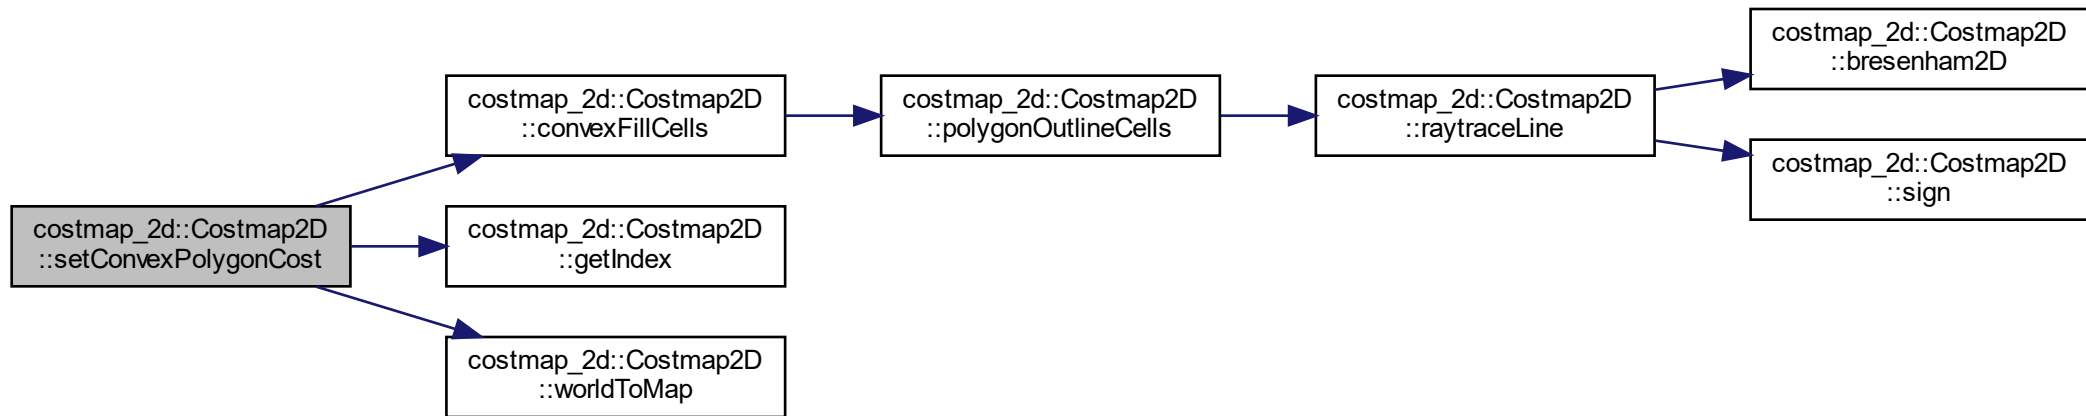 costmap_2d::Costmap2D
::setConvexPolygonCost
costmap_2d::Costmap2D
::convexFillCells
costmap_2d::Costmap2D
::getIndex
costmap_2d::Costmap2D
::worldToMap
costmap_2d::Costmap2D
::polygonOutlineCells
costmap_2d::Costmap2D
::raytraceLine
costmap_2d::Costmap2D
::bresenham2D
costmap_2d::Costmap2D
::sign